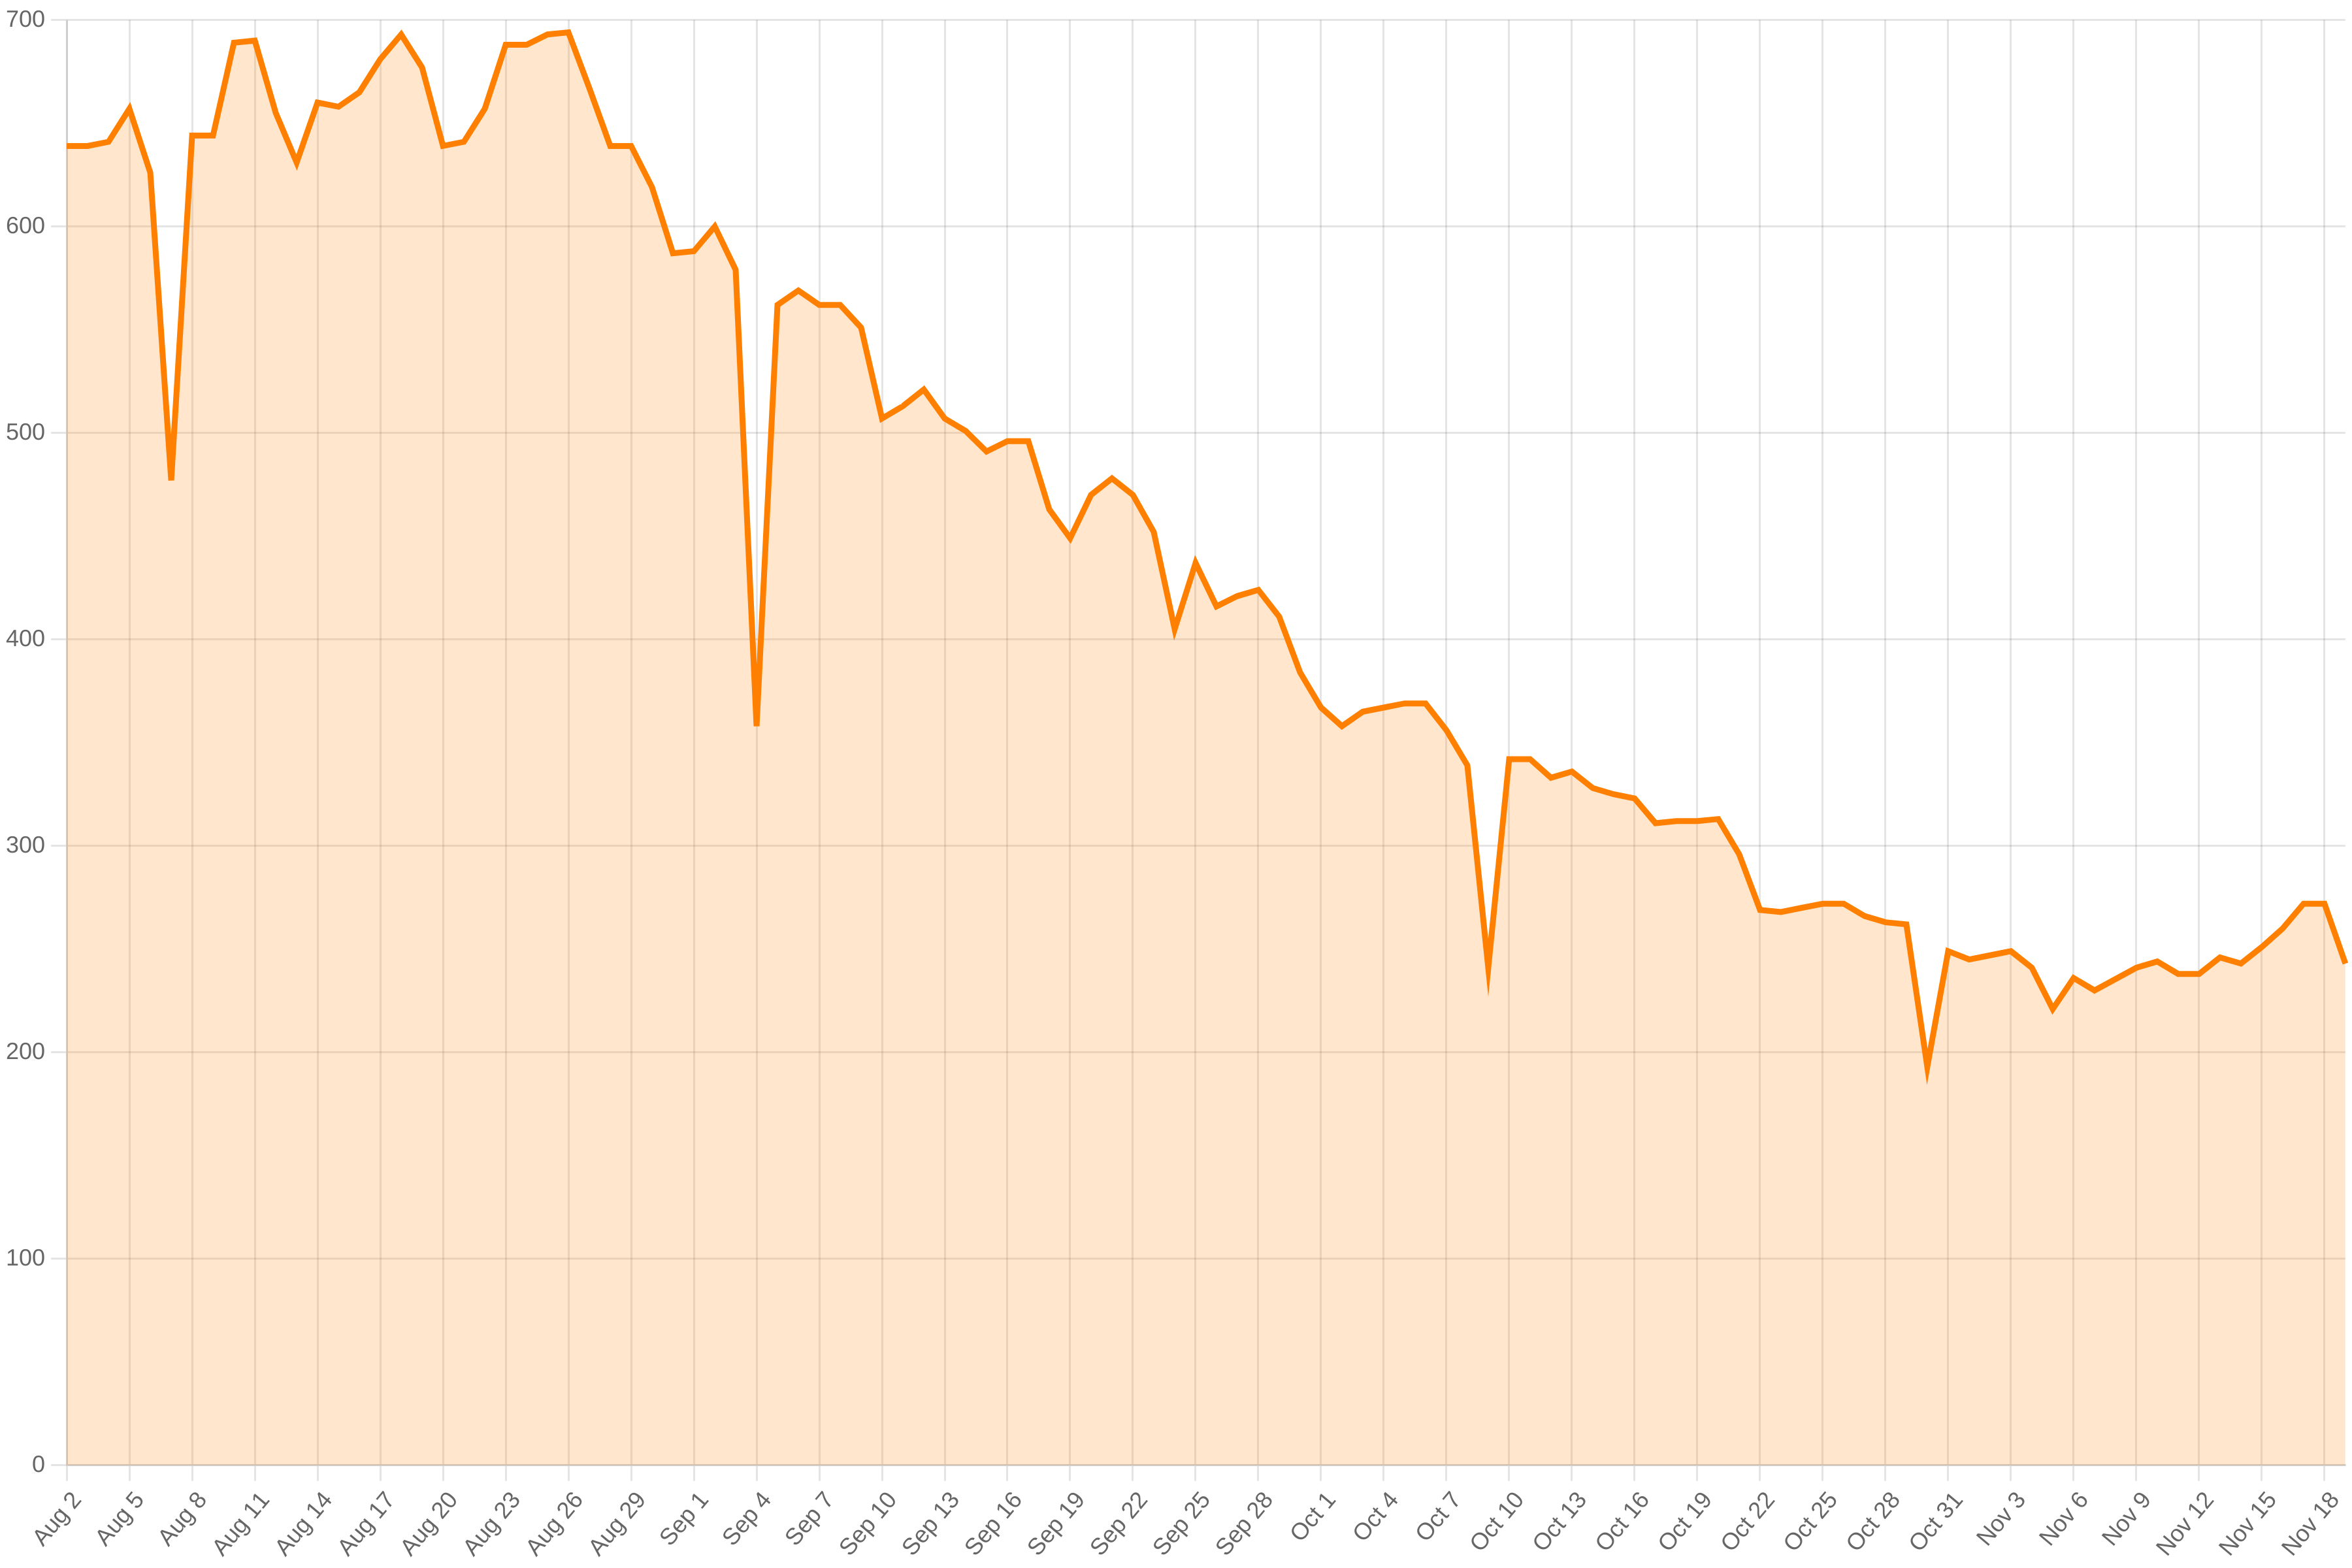 700
600
500
400
300
200
100
0
Aug 2
Aug 5
Aug 8
Aug 11
Aug 14
Aug 17
Aug 20
Aug 23
Aug 26
Aug 29
Sep 1
Sep 4
Sep 7
Sep 10
Sep 13
Sep 16
Sep 19
Sep 22
Sep 25
Sep 28
Oct 1
Oct 4
Oct 7
Oct 10
Oct 13
Oct 16
Oct 19
Oct 22
Oct 25
Oct 28
Oct 31
Nov 3
Nov 6
Nov 9
Nov 12
Nov 15
Nov 18